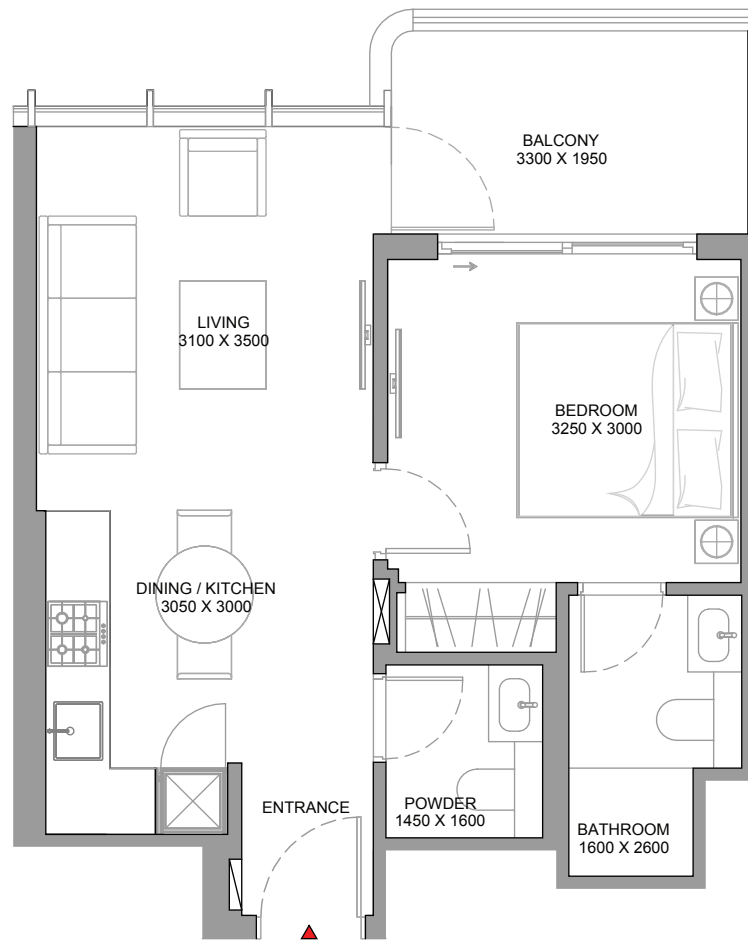 BALCONY
3300 X 1950
LIVING
3100 X 3500
BEDROOM
3250 X 3000
DINING / KITCHEN
3050 X 3000
ENTRANCE
POWDER
1450 X 1600
BATHROOM
1600 X 2600